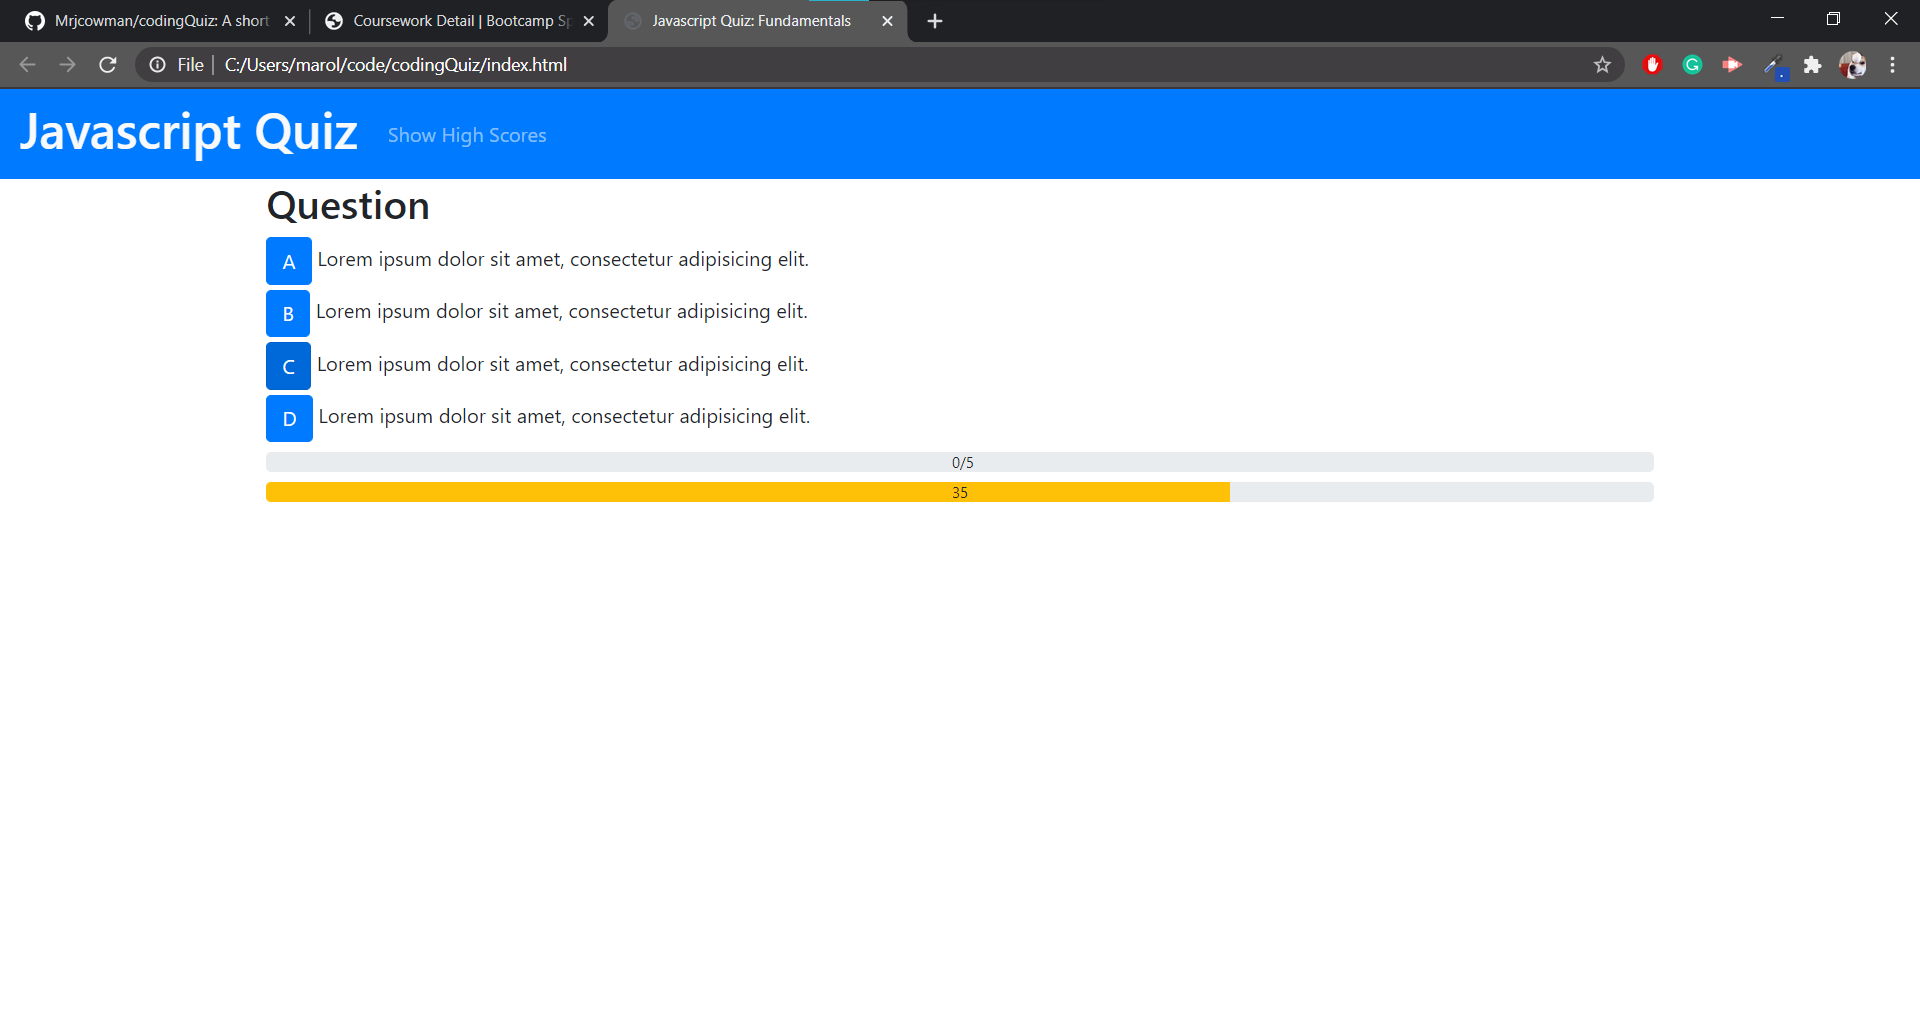 Mrjcowman/codingQuiz: A short
Coursework Detail | Bootcamp Sp
Javascript Quiz: Fundamentals
File | C:/Users/marol/code/codingQuiz/index.html
Javascript Quiz Show High Scores
Question
A Lorem ipsum dolor sit amet, consectetur adipisicing elit.
B Lorem ipsum dolor sit amet, consectetur adipisicing elit.
C Lorem ipsum dolor sit amet, consectetur adipisicing elit.
D Lorem ipsum dolor sit amet, consectetur adipisicing elit.
0/5
35